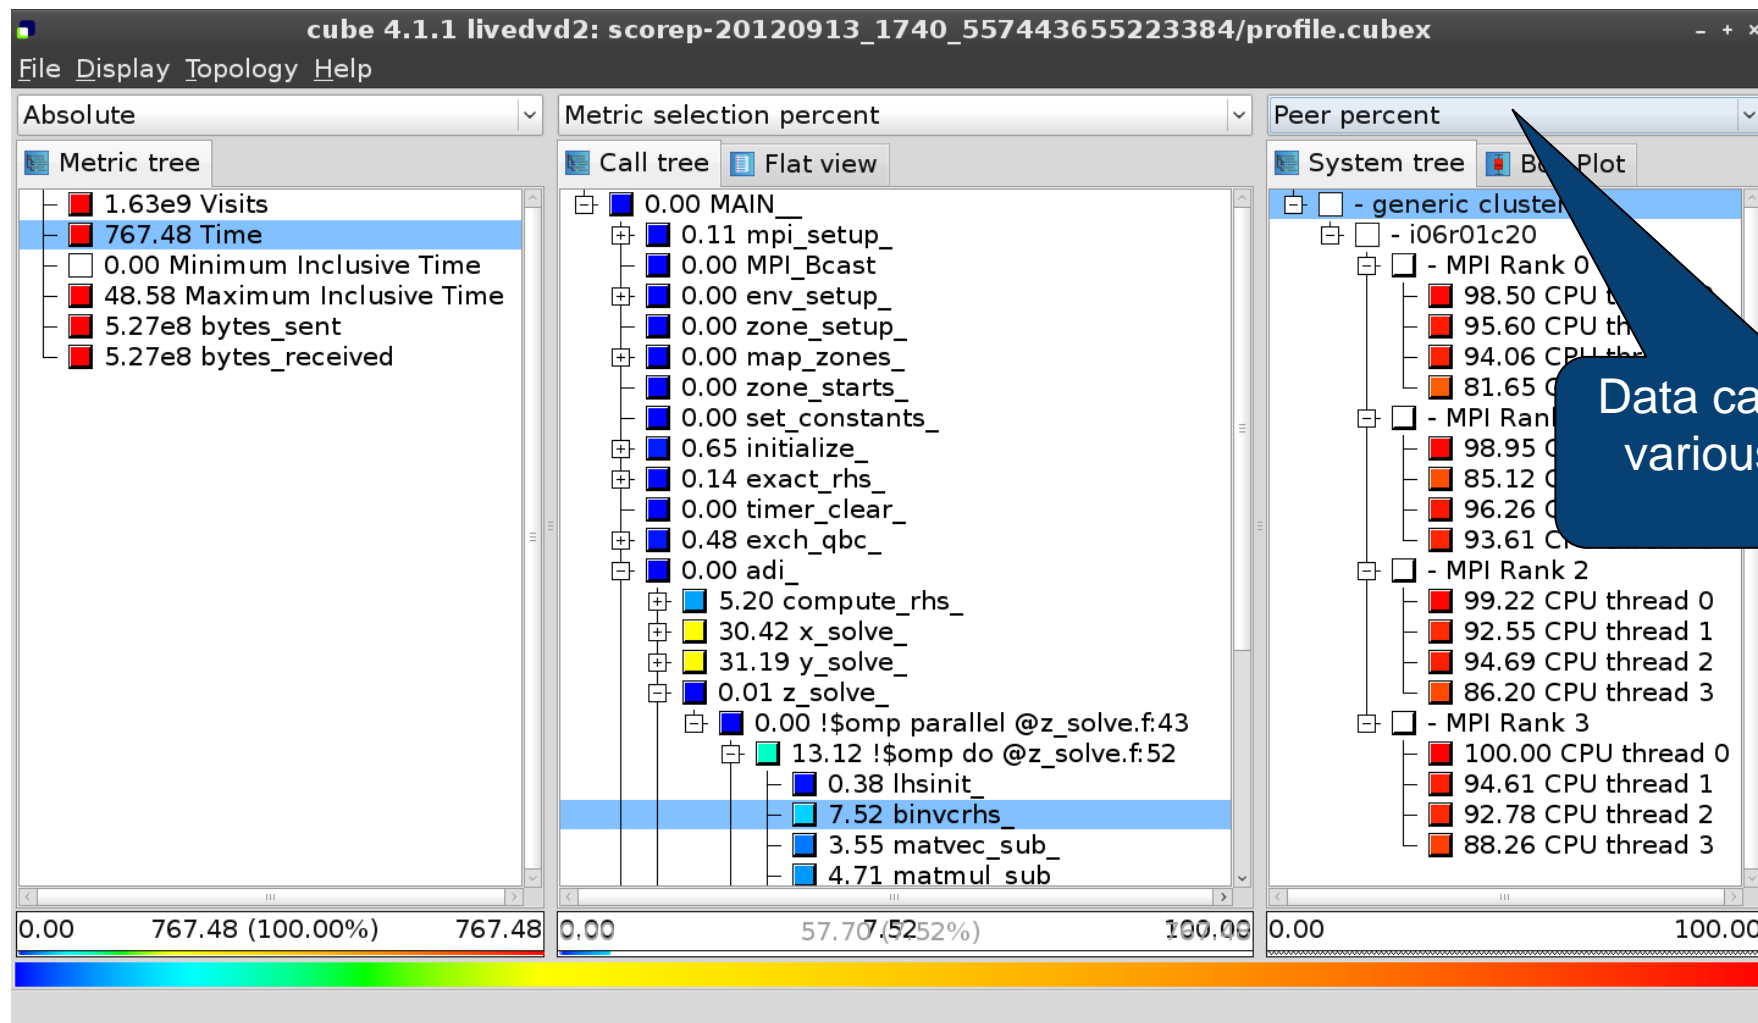 cube 4.1.1 livedvd2: scorep-20120913_1740_557443655223384/profile.cubex
File Display Topology Help
Absolute
Metric tree
1.63e9 Visits
767.48 Time
0.00 Minimum Inclusive Time
48.58 Maximum Inclusive Time
5.27e8 bytes_sent
5.27e8 bytes_received
0.00 767.48 (100.00%) 767.48
Metric selection percent
Call tree Flat view
0.00 MAIN__
0.11 mpi_setup_
0.00 MPI_Bcast
0.00 env_setup_
0.00 zone_setup_
0.00 map_zones_
0.00 zone_starts_
0.00 set_constants_
0.65 initialize_
0.14 exact_rhs_
0.00 timer_clear_
0.48 exch_qbc_
0.00 adi_
5.20 compute_rhs_
30.42 x_solve_
31.19 y_solve_
0.01 z_solve_
0.00 !$omp parallel @z_solve.f:43
13.12 !$omp do @z_solve.f:52
0.38 lhsinit_
7.52 binvcrhs_
3.55 matvec_sub_
4.71 matmul_sub
0.00 7.52 100.00
Peer percent
System tree Plot
- generic cluster
- i06r01c20
- MPI Rank 0
98.50 CPU
95.60 CPU
94.06 CPU
81.65
- MPI Rank
98.95
85.12
96.26
93.61
- MPI Rank 2
99.22 CPU thread 0
92.55 CPU thread 1
94.69 CPU thread 2
86.20 CPU thread 3
- MPI Rank 3
100.00 CPU thread 0
94.61 CPU thread 1
92.78 CPU thread 2
88.26 CPU thread 3
0.00 100.00
Data ca
various